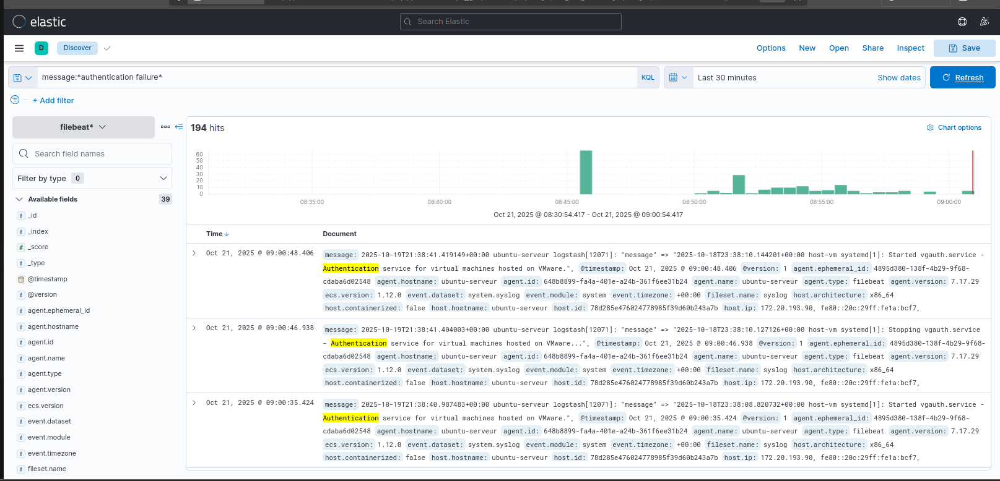 elastic
Search Elastic
D
Discover
Options
New
Open
Share
Inspect
Save
message:*authentication failure*
KQL
Last 30 minutes
Show dates
Refresh
+ Add filter
filebeat*
Search field names
Filter by type 0
Available fields 39
t _id
t _index
# _score
t _type
@timestamp
t @version
t agent.ephemeral_id
t agent.hostname
t agent.id
t agent.name
t agent.type
t agent.version
t ecs.version
t event.dataset
t event.module
t event.timezone
t fileset.name
194 hits
Chart options
60
50
40
30
20
10
0
08:35:00 08:40:00 08:45:00 08:50:00 08:55:00 09:00:00
Oct 21, 2025 @ 08:30:54.417 - Oct 21, 2025 @ 09:00:54.417
Time Document
Oct 21, 2025 @ 09:00:48.406
message: 2025-10-19T21:38:41.419149+00:00 ubuntu-serveur logstash[12071]: "message" => "2025-10-18T23:38:10.144201+00:00 host-vm systemd[1]: Started vgauth.service -
Authentication service for virtual machines hosted on VMware.", @timestamp: Oct 21, 2025 @ 09:00:48.406 @version: 1 agent.ephemeral_id: 4895d380-138f-4b29-9f68-
cdaba6d02548 agent.hostname: ubuntu-serveur agent.id: 648b8899-fa4a-401e-a24b-361f6ee31b24 agent.name: ubuntu-serveur agent.type: filebeat agent.version: 7.17.29
ecs.version: 1.12.0 event.dataset: system.syslog event.module: system event.timezone: +00:00 fileset.name: syslog host.architecture: x86_64
host.containerized: false host.hostname: ubuntu-serveur host.id: 78d285e476024778985f39d60b243a7b host.ip: 172.20.193.90, fe80::20c:29ff:fe1a:bcf7,
Oct 21, 2025 @ 09:00:46.938
message: 2025-10-19T21:38:41.404003+00:00 ubuntu-serveur logstash[12071]: "message" => "2025-10-18T23:38:10.127126+00:00 host-vm systemd[1]: Stopping vgauth.service
- Authentication service for virtual machines hosted on VMware...", @timestamp: Oct 21, 2025 @ 09:00:46.938 @version: 1 agent.ephemeral_id: 4895d380-138f-4b29-9f68-
cdaba6d02548 agent.hostname: ubuntu-serveur agent.id: 648b8899-fa4a-401e-a24b-361f6ee31b24 agent.name: ubuntu-serveur agent.type: filebeat agent.version: 7.17.29
ecs.version: 1.12.0 event.dataset: system.syslog event.module: system event.timezone: +00:00 fileset.name: syslog host.architecture: x86_64
host.containerized: false host.hostname: ubuntu-serveur host.id: 78d285e476024778985f39d60b243a7b host.ip: 172.20.193.90, fe80::20c:29ff:fe1a:bcf7,
Oct 21, 2025 @ 09:00:35.424
message: 2025-10-19T21:38:40.987483+00:00 ubuntu-serveur logstash[12071]: "message" => "2025-10-18T23:38:08.820732+00:00 host-vm systemd[1]: Started vgauth.service -
Authentication service for virtual machines hosted on VMware.", @timestamp: Oct 21, 2025 @ 09:00:35.424 @version: 1 agent.ephemeral_id: 4895d380-138f-4b29-9f68-
cdaba6d02548 agent.hostname: ubuntu-serveur agent.id: 648b8899-fa4a-401e-a24b-361f6ee31b24 agent.name: ubuntu-serveur agent.type: filebeat agent.version: 7.17.29
ecs.version: 1.12.0 event.dataset: system.syslog event.module: system event.timezone: +00:00 fileset.name: syslog host.architecture: x86_64
host.containerized: false host.hostname: ubuntu-serveur host.id: 78d285e476024778985f39d60b243a7b host.ip: 172.20.193.90, fe80::20c:29ff:fe1a:bcf7,